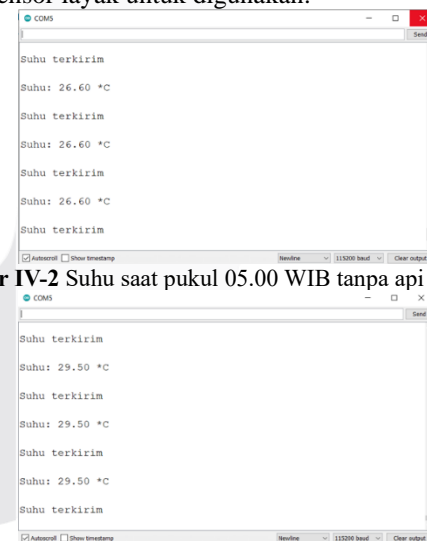 layak untuk digunakan.
COM5
Send
Suhu terkirim
Suhu: 26.60 *C
Suhu terkirim
Suhu: 26.60 *C
Suhu terkirim
Suhu: 26.60 *C
Suhu terkirim
Autoscroll Show timestamp Newline 115200 baud Clear output
IV-2 Suhu saat pukul 05.00 WIB tanpa api
COM5
Send
Suhu terkirim
Suhu: 29.50 *C
Suhu terkirim
Suhu: 29.50 *C
Suhu terkirim
Suhu: 29.50 *C
Suhu terkirim
Autoscroll Show timestamp Newline 115200 baud Clear output